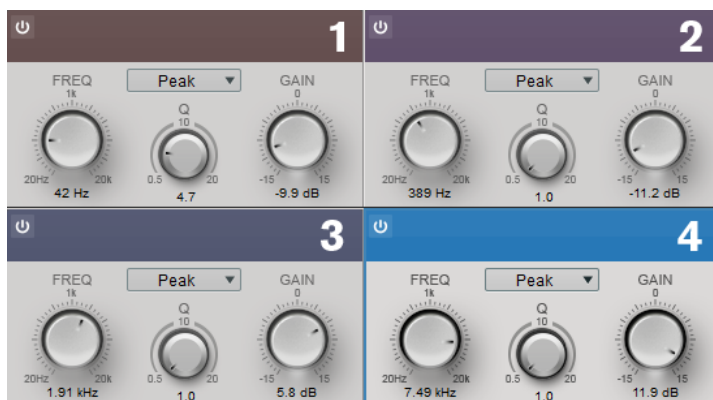 1
FREQ Peak GAIN
1k Q 0
10
20Hz 20k 0.5 20 -15 15
42 Hz 4.7 -9.9 dB
2
FREQ Peak GAIN
1k Q 0
10
20Hz 20k 0.5 20 -15 15
389 Hz 1.0 -11.2 dB
3
FREQ Peak GAIN
1k Q 0
10
20Hz 20k 0.5 20 -15 15
1.91 kHz 1.0 5.8 dB
4
FREQ Peak GAIN
1k Q 0
10
20Hz 20k 0.5 20 -15 15
7.49 kHz 1.0 11.9 dB